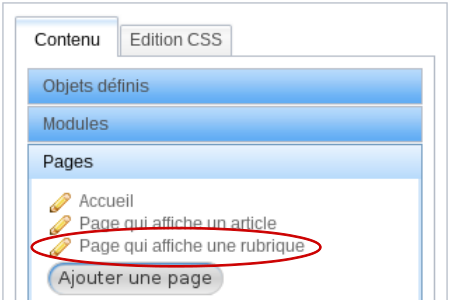 Contenu
Edition CSS
Objets définis
Modules
Pages
Accueil
Page qui affiche un article
Page qui affiche une rubrique
Ajouter une page